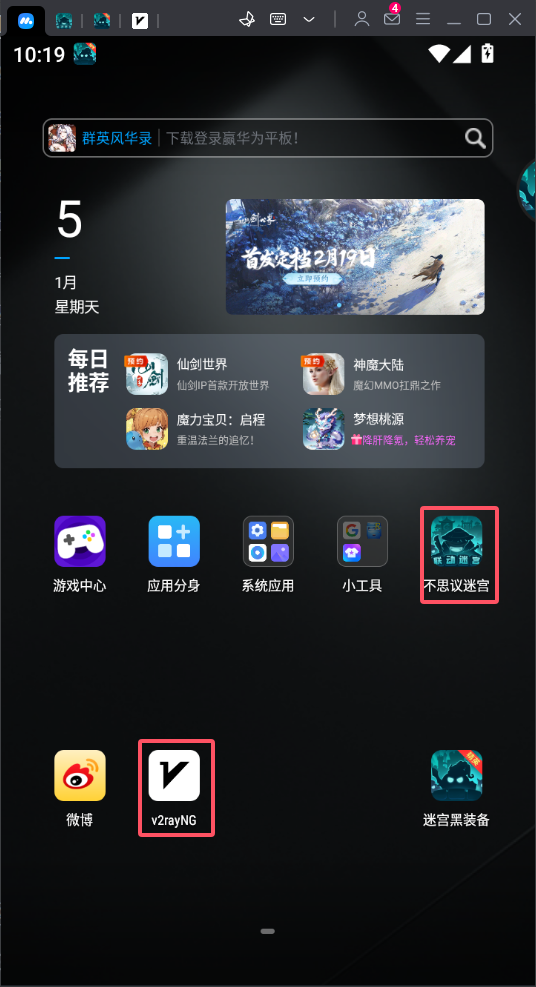 4
10:19
群英风华录 | 下载登录赢华为平板！
5
1月
星期天
仙剑世界
首发定档2月19日
立即预约
每日
推荐
预约
仙剑世界
仙剑IP首款开放世界
预约
神魔大陆
魔幻MMO扛鼎之作
魔力宝贝：启程
重温法兰的追忆！
梦想桃源
降肝降氪，轻松养宠
游戏中心
应用分身
系统应用
小工具
联动迷宫
不思议迷宫
微博
v2rayNG
精英
迷宫黑装备